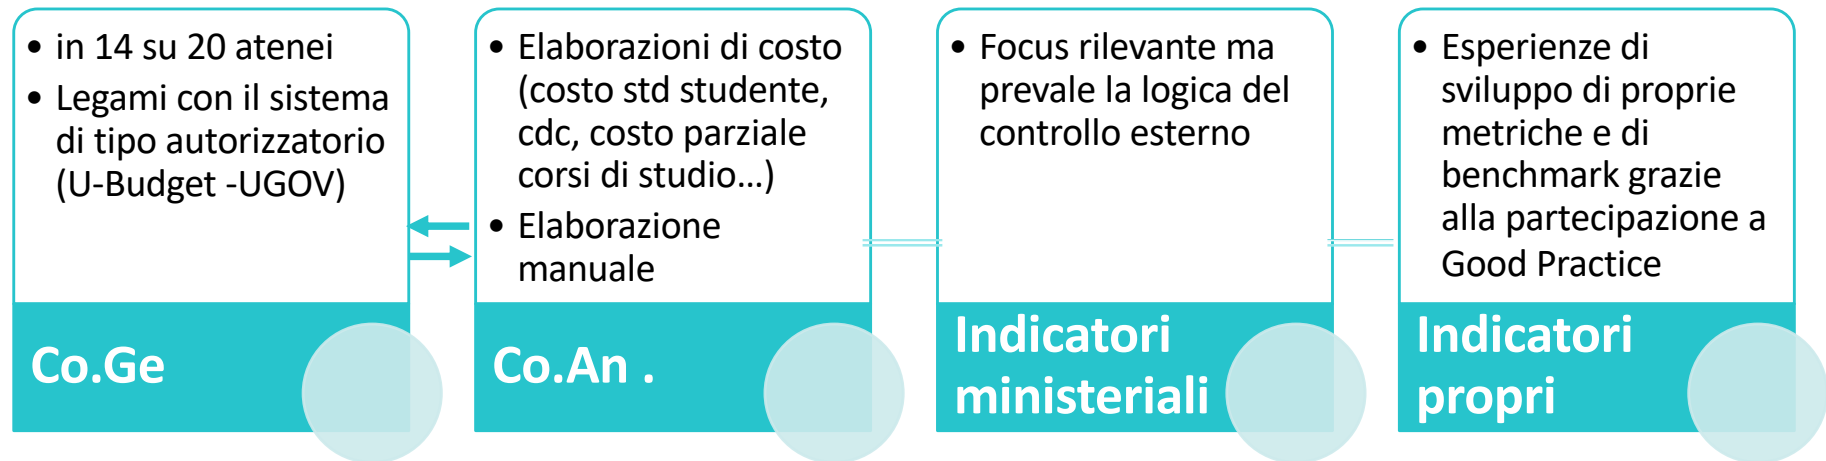 • in 14 su 20 atenei
• Legami con il sistema
di tipo autorizzatorio
(U-Budget -UGOV)
Co.Ge
• Elaborazioni di costo
(costo std studente,
cdc, costo parziale
corsi di studio...)
• Elaborazione
manuale
Co.An .
• Focus rilevante ma
prevale la logica del
controllo esterno
Indicatori
ministeriali
• Esperienze di
sviluppo di proprie
metriche e di
benchmark grazie
alla partecipazione a
Good Practice
Indicatori
propri